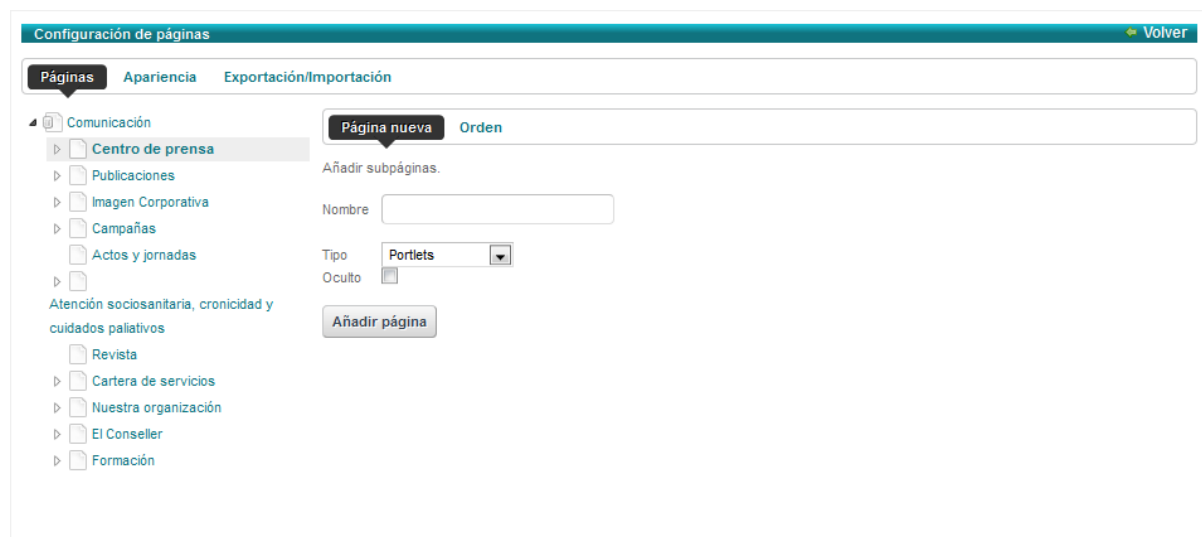 Configuración de páginas
Volver
Páginas Apariencia Exportación/Importación
Comunicación
Centro de prensa
Publicaciones
Imagen Corporativa
Campañas
Actos y jornadas
Atención sociosanitaria, cronicidad y
cuidados paliativos
Revista
Cartera de servicios
Nuestra organización
El Conseller
Formación
Página nueva Orden
Añadir subpáginas.
Nombre
Tipo Portlets
Oculto
Añadir página